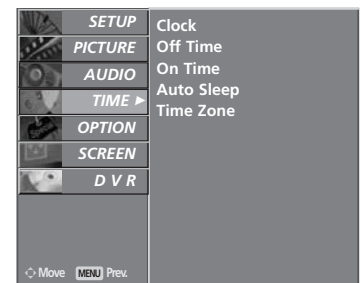 SETUP
PICTURE
AUDIO
TIME ►
OPTION
SCREEN
D V R
Clock
Off Time
On Time
Auto Sleep
Time Zone
Move MENU Prev.